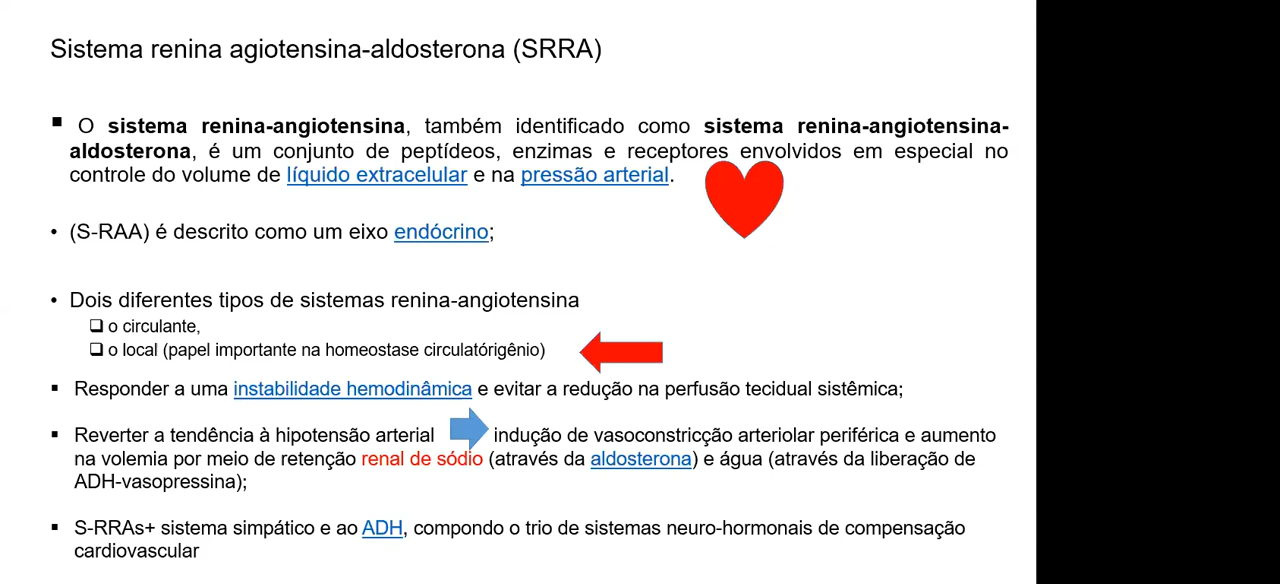 Sistema renina agiotensina-aldosterona (SRRA)
▪ O sistema renina-angiotensina, também identificado como sistema renina-angiotensina-
aldosterona, é um conjunto de peptídeos, enzimas e receptores envolvidos em especial no
controle do volume de líquido extracelular e na pressão arterial.
• (S-RAA) é descrito como um eixo endócrino;
• Dois diferentes tipos de sistemas renina-angiotensina
❑ o circulante,
❑ o local (papel importante na homeostase circulatórigênio)
▪ Responder a uma instabilidade hemodinâmica e evitar a redução na perfusão tecidual sistêmica;
▪ Reverter a tendência à hipotensão arterial indução de vasoconstricção arteriolar periférica e aumento
na volemia por meio de retenção renal de sódio (através da aldosterona) e água (através da liberação de
ADH-vasopressina);
▪ S-RRAs+ sistema simpático e ao ADH, compondo o trio de sistemas neuro-hormonais de compensação
cardiovascular